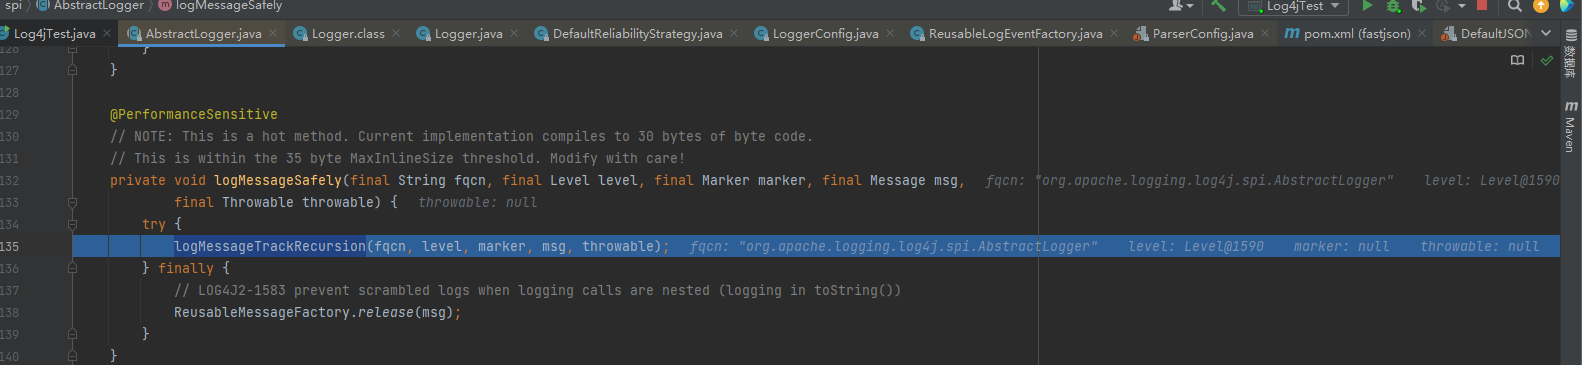 spi AbstractLogger logMessageSafely Log4jTest
Log4jTest.java AbstractLogger.java Logger.class Logger.java DefaultReliabilityStrategy.java LoggerConfig.java ReusableLogEventFactory.java ParserConfig.java pom.xml (fastjson) DefaultJSON
126 }
127 }
128
129 @PerformanceSensitive
130 // NOTE: This is a hot method. Current implementation compiles to 30 bytes of byte code.
131 // This is within the 35 byte MaxInlineSize threshold. Modify with care!
132 private void logMessageSafely(final String fqcn, final Level level, final Marker marker, final Message msg, fqcn: "org.apache.logging.log4j.spi.AbstractLogger" level: Level@1590
133 final Throwable throwable) { throwable: null
134 try {
135 logMessageTrackRecursion(fqcn, level, marker, msg, throwable); fqcn: "org.apache.logging.log4j.spi.AbstractLogger" level: Level@1590 marker: null throwable: null
136 } finally {
137 // LOG4J2-1583 prevent scrambled logs when logging calls are nested (logging in toString())
138 ReusableMessageFactory.release(msg);
139 }
140 }
数据库
m Maven